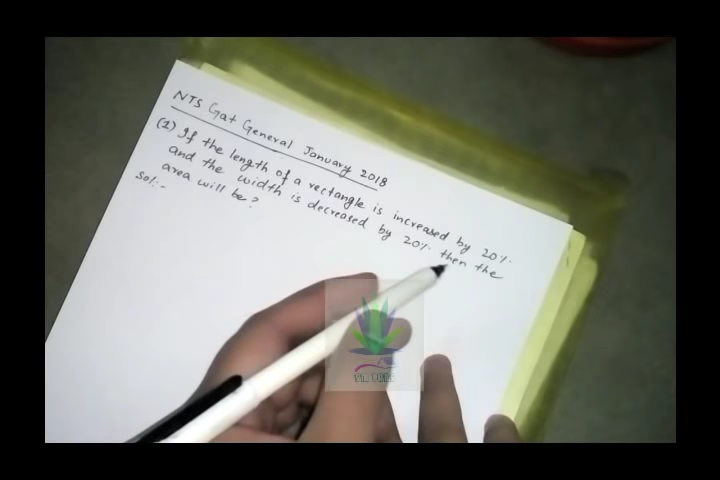 NTS Gat General January 2018
(1) If the length of a rectangle is increased by 20%.
and the width is decreased by 20% then the
area will be?
Sol:-